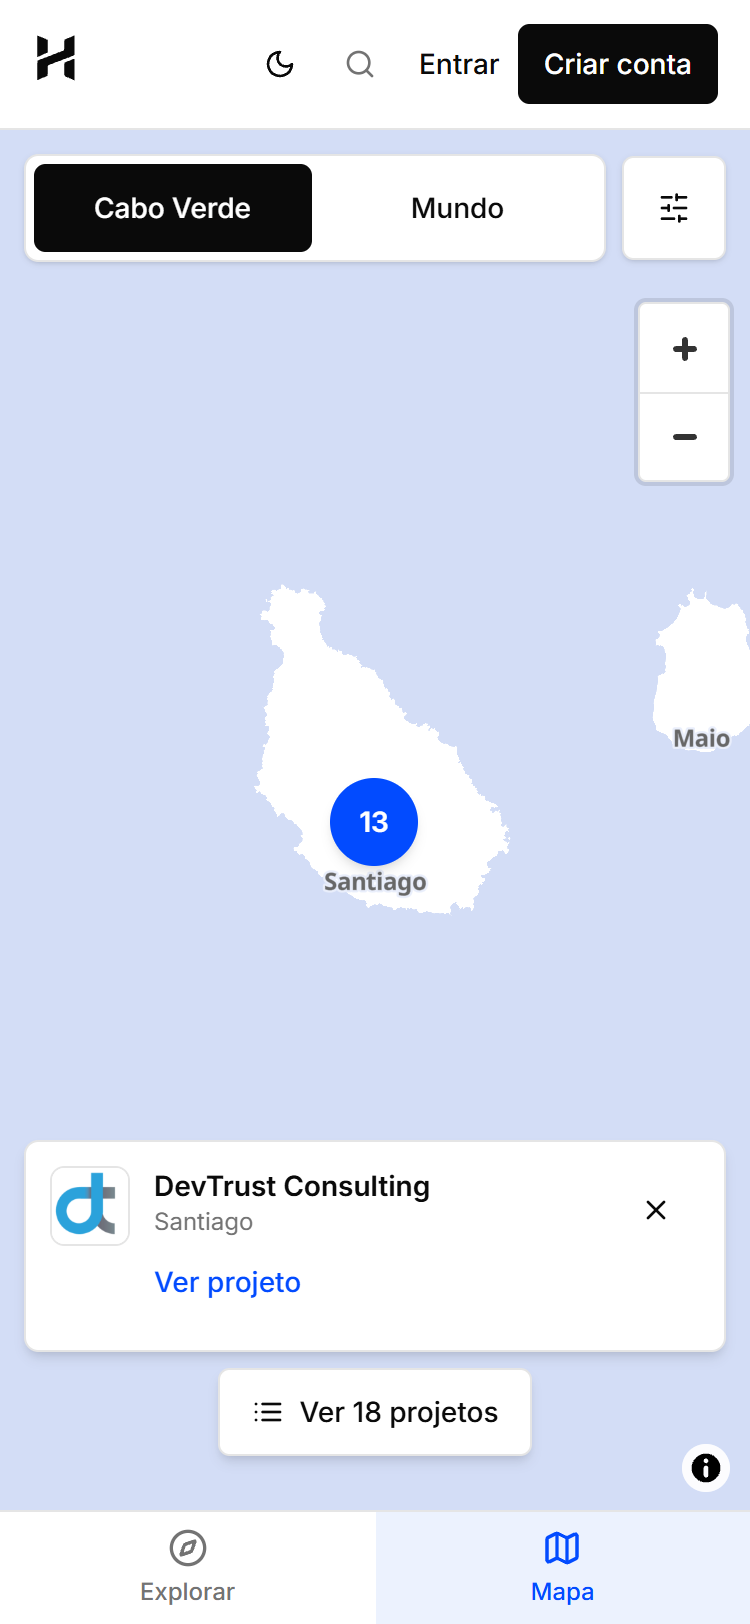 Entrar
Criar conta
Cabo Verde
Mundo
Maio
13
Santiago
DevTrust Consulting
Santiago
Ver projeto
Ver 18 projetos
Explorar
Mapa